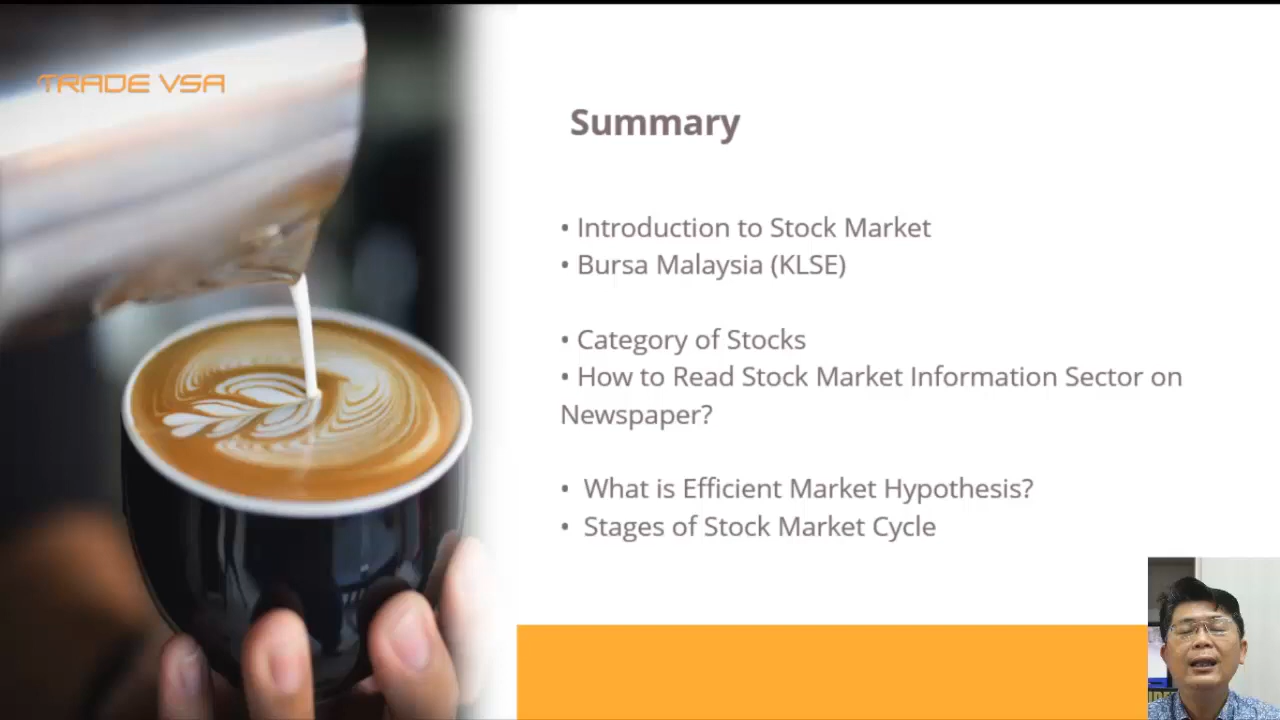 TRADE VSA
Summary
• Introduction to Stock Market
• Bursa Malaysia (KLSE)
• Category of Stocks
• How to Read Stock Market Information Sector on
Newspaper?
• What is Efficient Market Hypothesis?
• Stages of Stock Market Cycle